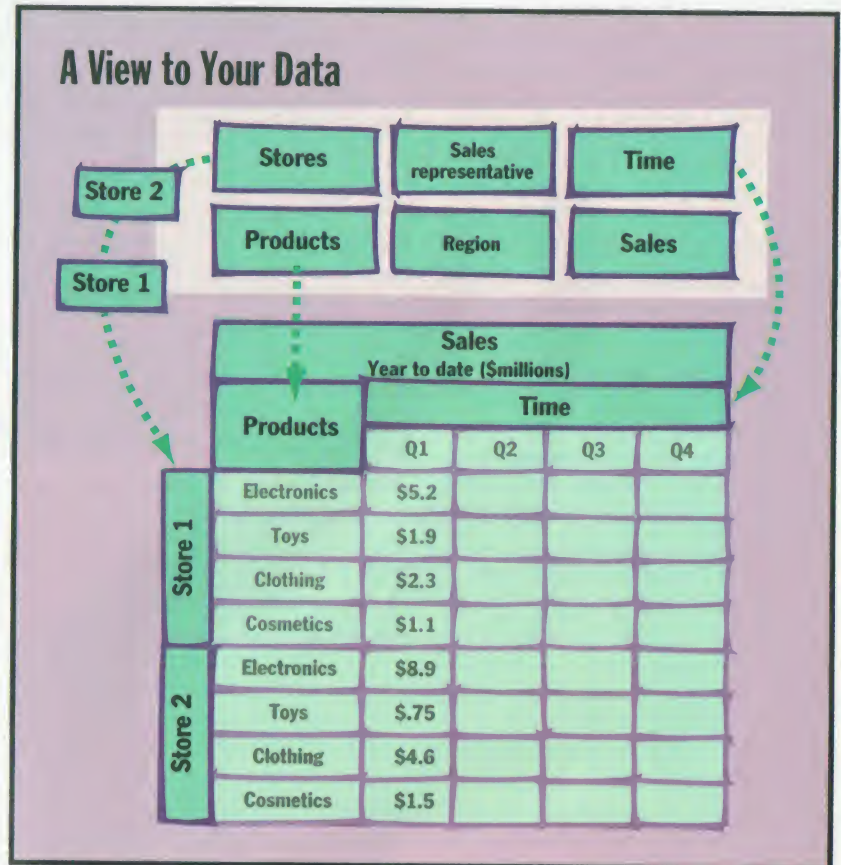 A View to Your Data
Stores
Sales
representative
Time
Store 2
Products
Region
Sales
Store 1
Sales
Year to date ($millions)
Products
Time
Q1 Q2 Q3 Q4
Store 1
Electronics $5.2
Toys $1.9
Clothing $2.3
Cosmetics $1.1
Store 2
Electronics $8.9
Toys $.75
Clothing $4.6
Cosmetics $1.5